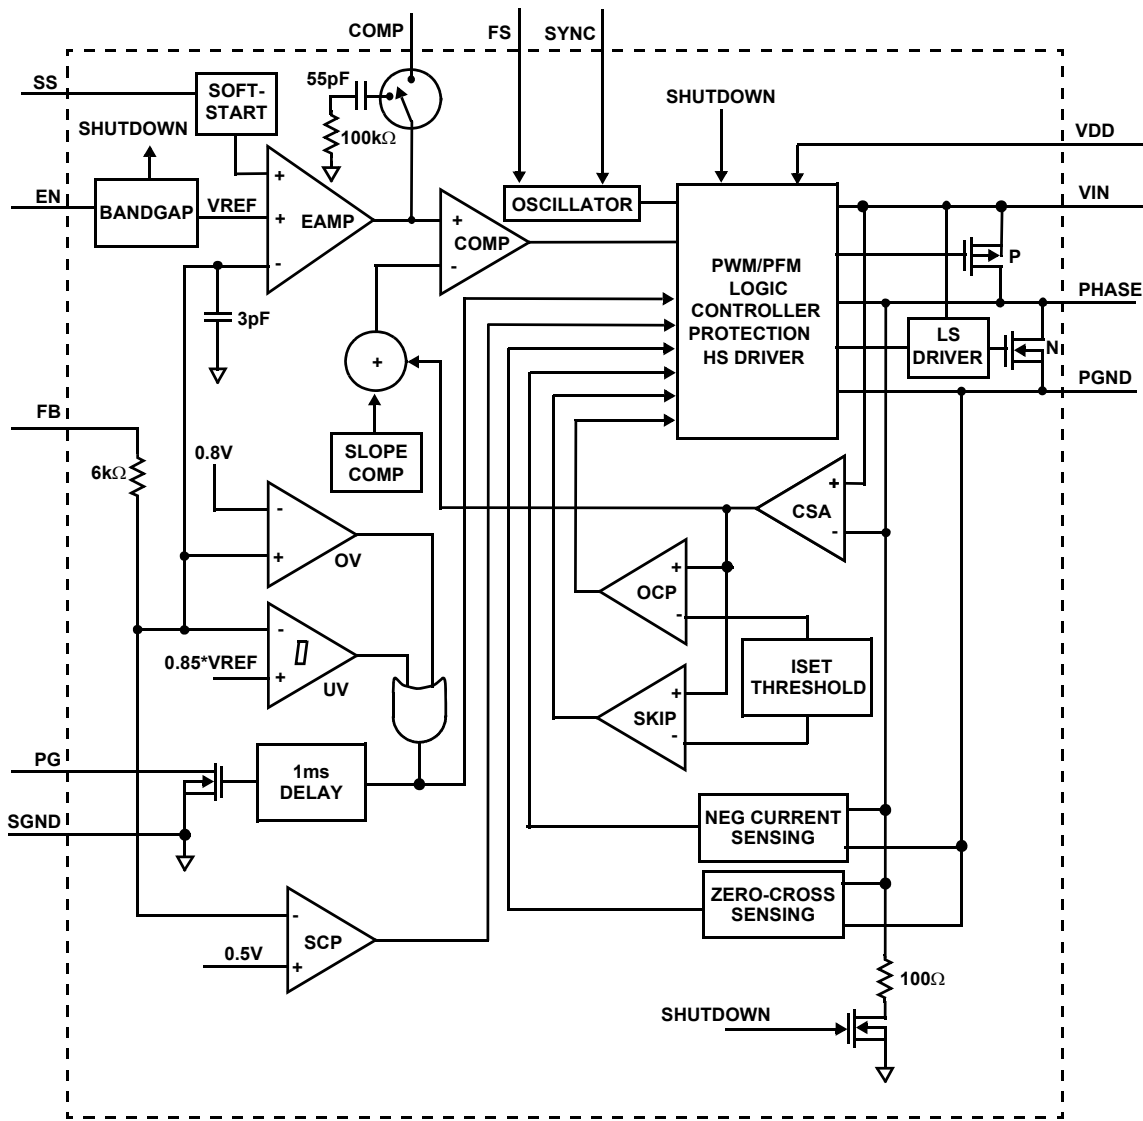 COMP
FS
SYNC
SS
SOFT-
START
55pF
100kΩ
SHUTDOWN
SHUTDOWN
VDD
EN
BANDGAP
VREF
+
+
-
EAMP
+
-
COMP
OSCILLATOR
VIN
PWM/PFM
LOGIC
CONTROLLER
PROTECTION
HS DRIVER
P
PHASE
LS
DRIVER
N
PGND
3pF
+
SLOPE
COMP
FB
6kΩ
0.8V
-
+
OV
+
-
CSA
+
-
OCP
-
+
UV
0.85*VREF
ISET
THRESHOLD
+
-
SKIP
PG
1ms
DELAY
SGND
NEG CURRENT
SENSING
ZERO-CROSS
SENSING
-
+
SCP
0.5V
100Ω
SHUTDOWN